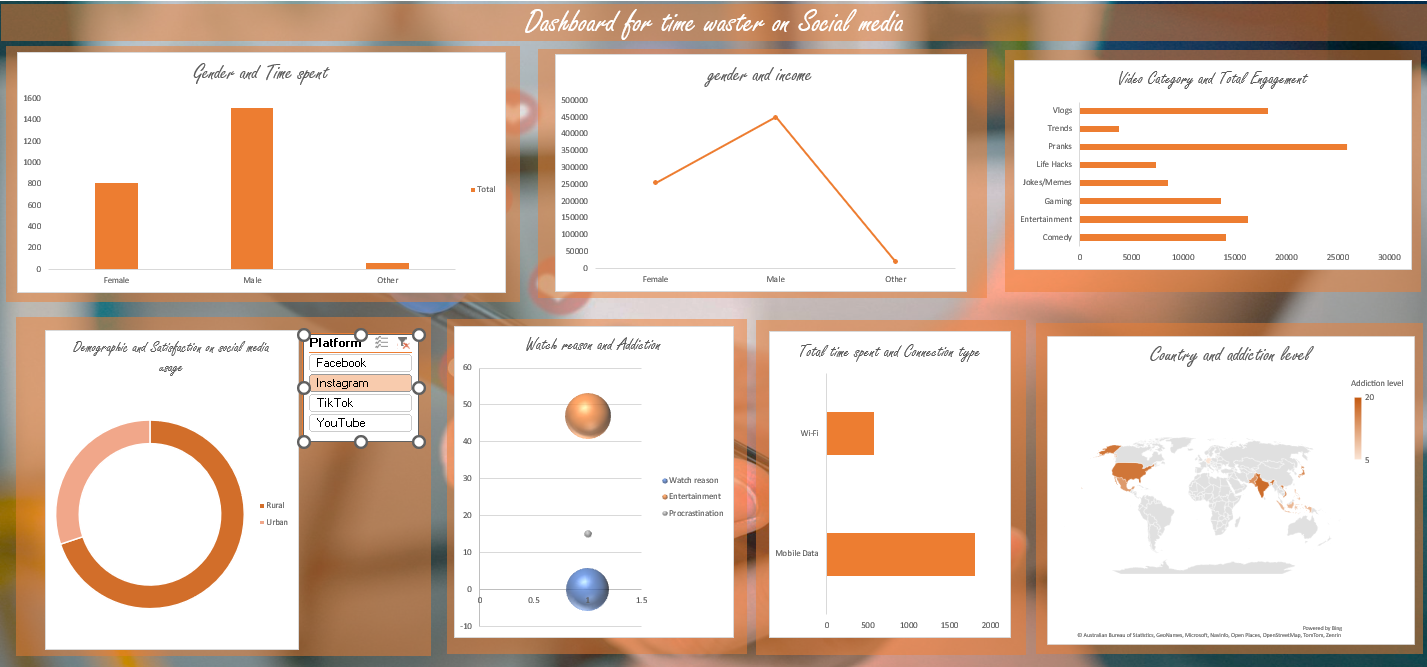 Dashboard for time waster on Social media
Gender and Time spent
1600
1400
1200
1000
800
600
400
200
0
Female
Male
Other
Total
gender and income
500000
450000
400000
350000
300000
250000
200000
150000
100000
50000
0
Female
Male
Other
Video Category and Total Engagement
Vlogs
Trends
Pranks
Life Hacks
Jokes/Memes
Gaming
Entertainment
Comedy
0 5000 10000 15000 20000 25000 30000
Demographic and Satisfaction on social media
usage
Rural
Urban
Platform
Facebook
Instagram
TikTok
YouTube
Watch reason and Addiction
60
50
40
30
20
10
0
-10
0 0.5 1 1.5
Watch reason
Entertainment
Procrastination
Total time spent and Connection type
Wi-Fi
Mobile Data
0 500 1000 1500 2000
Country and addiction level
Addiction level
20
5
Powered by Bing
© Australian Bureau of Statistics, GeoNames, Microsoft, Navinfo, Open Places, OpenStreetMap, TomTom, Zenrin